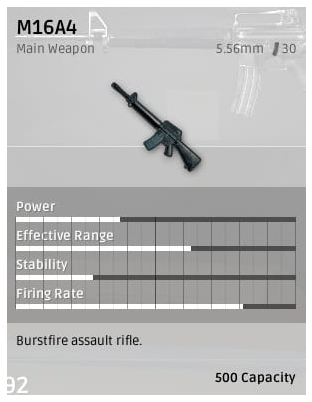 M16A4
Main Weapon 5.56mm 30
Power
Effective Range
Stability
Firing Rate
Burstfire assault rifle.
500 Capacity
92